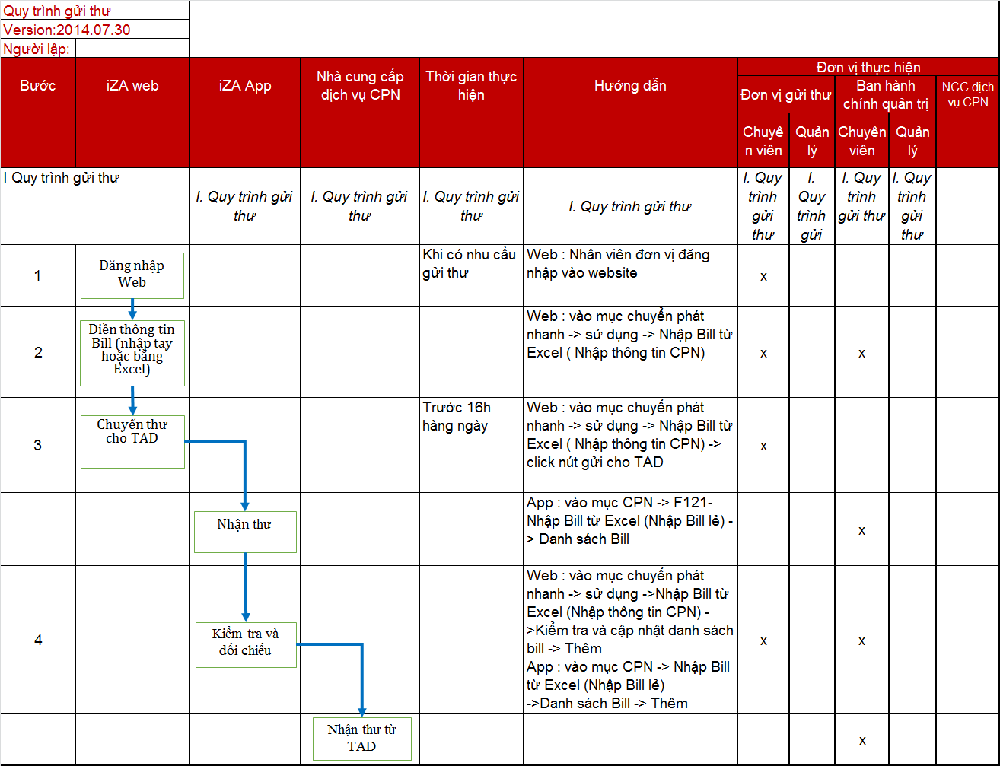 Quy trình gửi thư
Version:2014.07.30
Người lập:
Bước
iZA web
iZA App
Nhà cung cấp
dịch vụ CPN
Thời gian thực
hiện
Hướng dẫn
Đơn vị thực hiện
Đơn vị gửi thư
Ban hành
chính quản trị
NCC dịch
vụ CPN
Chuyê
n viên
Quản
lý
Chuyên
viên
Quản
lý
I Quy trình gửi thư
I. Quy trình gửi
thư
I. Quy trình gửi
thư
I. Quy trình gửi
thư
I. Quy trình gửi thư
I. Quy
trình
gửi
thư
I.
Quy
trình
gửi
I. Quy
trình
gửi thư
I. Quy
trình
gửi
thư
1
Đăng nhập
Web
Khi có nhu cầu
gửi thư
Web : Nhân viên đơn vị đăng
nhập vào website
x
2
Điền thông tin
Bill (nhập tay
hoặc bằng
Excel)
Web : vào mục chuyển phát
nhanh -> sử dụng -> Nhập Bill từ
Excel ( Nhập thông tin CPN)
x
x
3
Chuyển thư
cho TAD
Trước 16h
hàng ngày
Web : vào mục chuyển phát
nhanh -> sử dụng -> Nhập Bill từ
Excel ( Nhập thông tin CPN) ->
click nút gửi cho TAD
x
Nhận thư
App : vào mục CPN -> F121-
Nhập Bill từ Excel (Nhập Bill lẻ) -
> Danh sách Bill
x
4
Kiểm tra và
đối chiếu
Web : vào mục chuyển phát
nhanh -> sử dụng ->Nhập Bill từ
Excel (Nhập thông tin CPN) -
>Kiểm tra và cập nhật danh sách
bill -> Thêm
App : vào mục CPN -> Nhập Bill
từ Excel (Nhập Bill lẻ)
->Danh sách Bill -> Thêm
x
x
Nhận thư từ
TAD
x